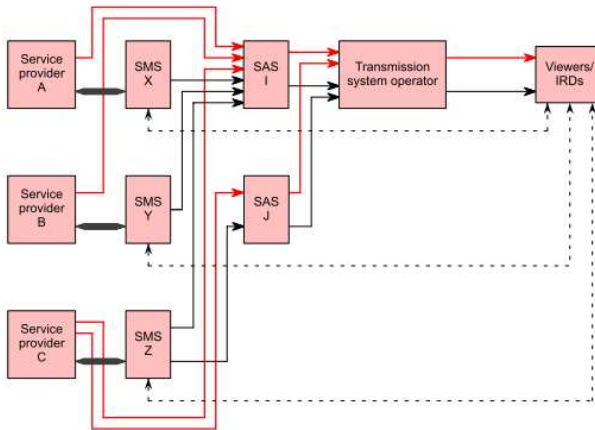 Service
provider
A
SMS
X
SAS
I
Transmission
system operator
Viewers/
IRDs
Service
provider
B
SMS
Y
SAS
J
Service
provider
C
SMS
Z